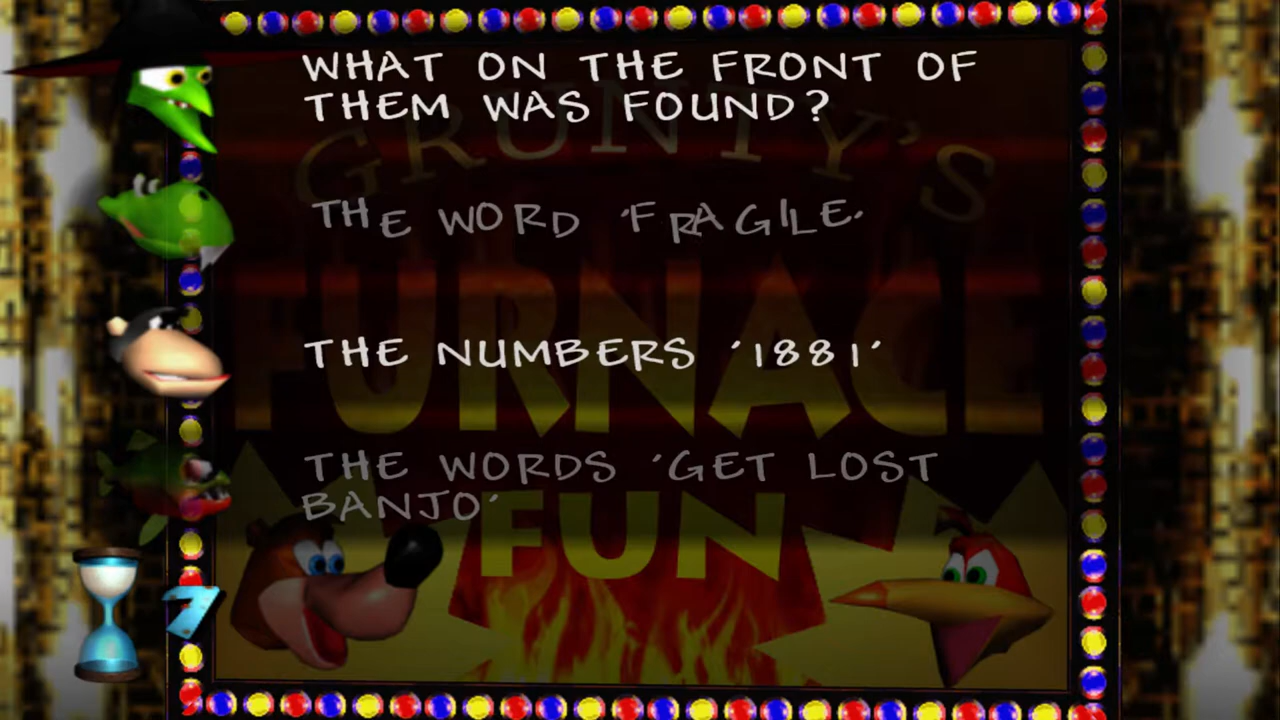 WHAT ON THE FRONT OF
THEM WAS FOUND?
GRUNTY'S
THE WORD 'FRAGILE.
FURNACE
THE NUMBERS '1881'
THE WORDS 'GET LOST
BANJO'
FUN
7